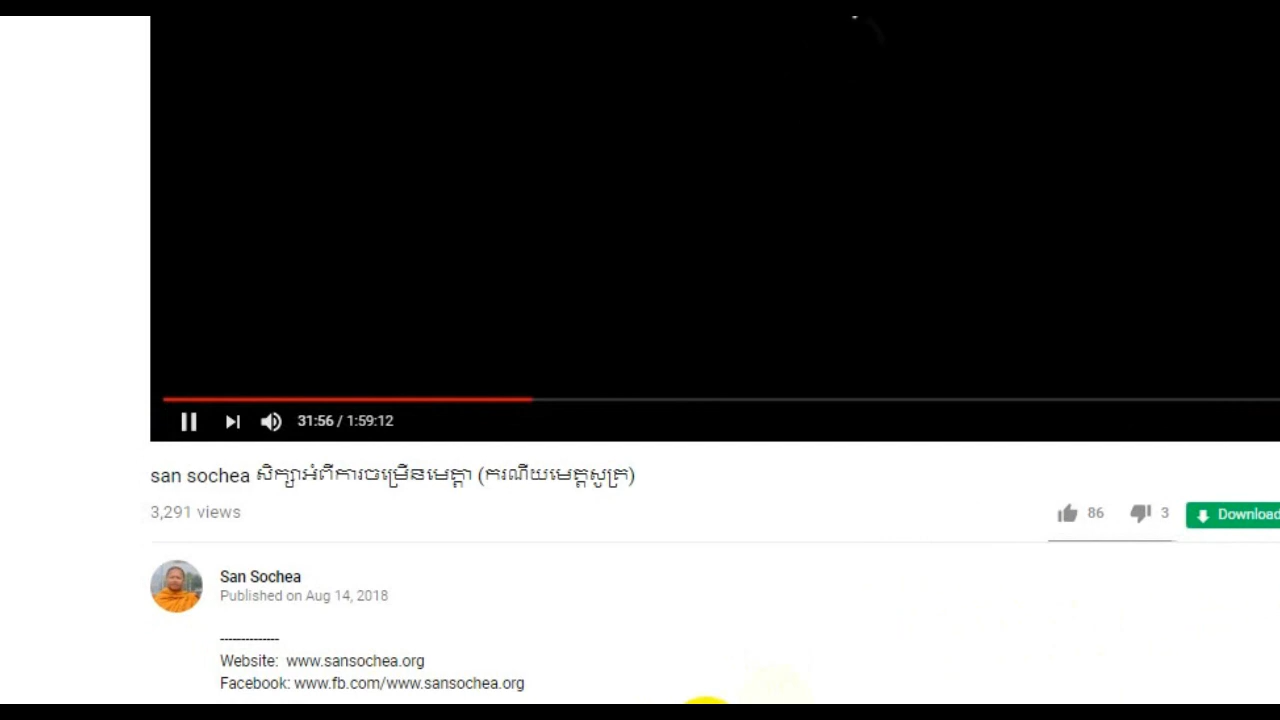 31:56 / 1:59:12
san sochea សិក្សាអំពីការចម្រើនមេត្តា (ករណីយមេត្តសូត្រ)
3,291 views
86
3
Download
San Sochea
Published on Aug 14, 2018
--------------
Website: www.sansochea.org
Facebook: www.fb.com/www.sansochea.org